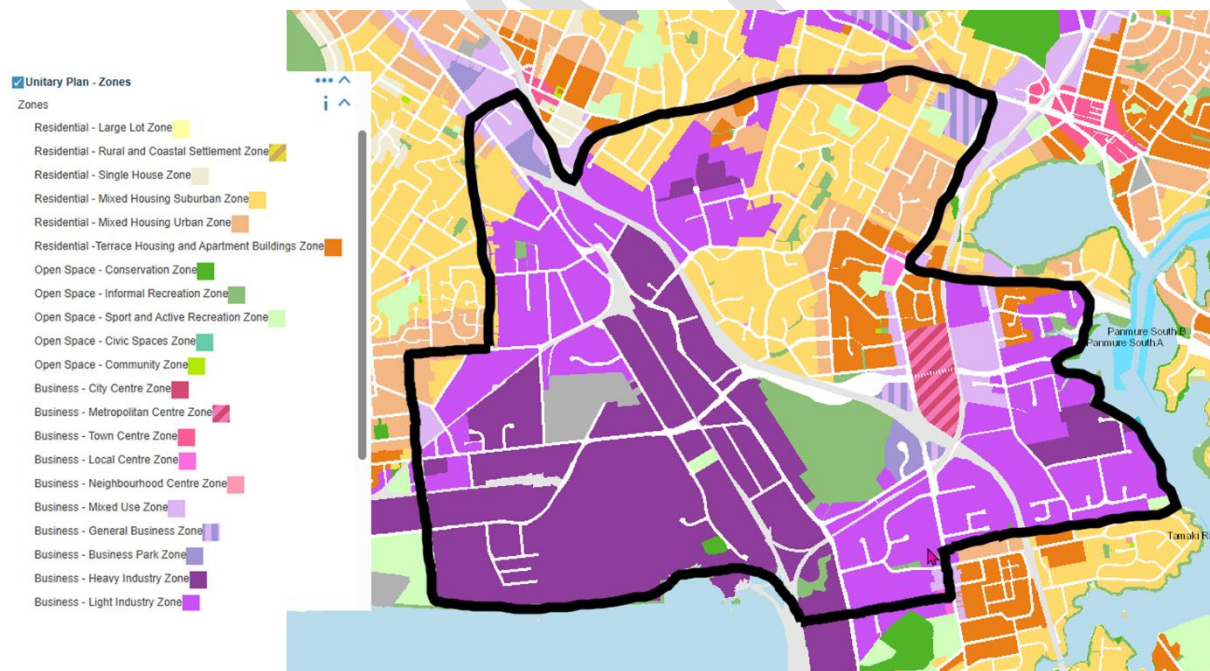 Unitary Plan - Zones
Zones
Residential - Large Lot Zone
Residential - Rural and Coastal Settlement Zone
Residential - Single House Zone
Residential - Mixed Housing Suburban Zone
Residential - Mixed Housing Urban Zone
Residential -Terrace Housing and Apartment Buildings Zone
Open Space - Conservation Zone
Open Space - Informal Recreation Zone
Open Space - Sport and Active Recreation Zone
Open Space - Civic Spaces Zone
Open Space - Community Zone
Business - City Centre Zone
Business - Metropolitan Centre Zone
Business - Town Centre Zone
Business - Local Centre Zone
Business - Neighbourhood Centre Zone
Business - Mixed Use Zone
Business - General Business Zone
Business - Business Park Zone
Business - Heavy Industry Zone
Business - Light Industry Zone
Panmure South B
Panmure South A
Tamaki